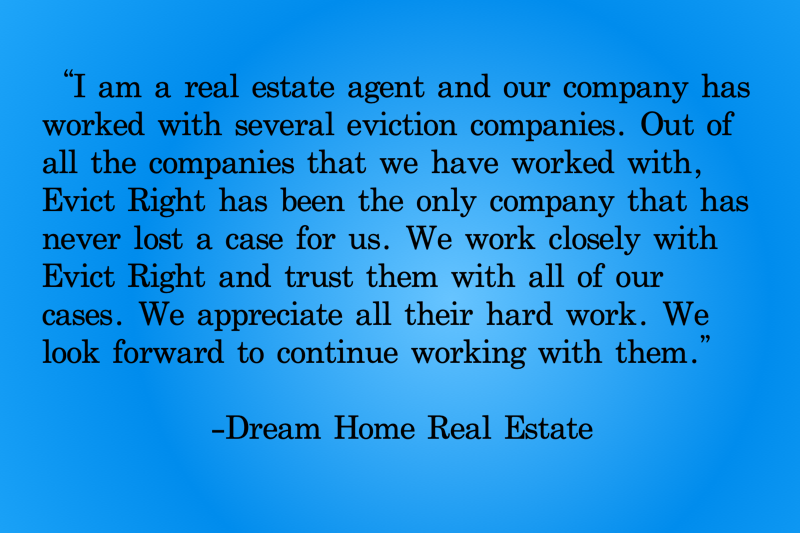 “I am a real estate agent and our company has
worked with several eviction companies. Out of
all the companies that we have worked with,
Evict Right has been the only company that has
never lost a case for us. We work closely with
Evict Right and trust them with all of our
cases. We appreciate all their hard work. We
look forward to continue working with them.”
–Dream Home Real Estate